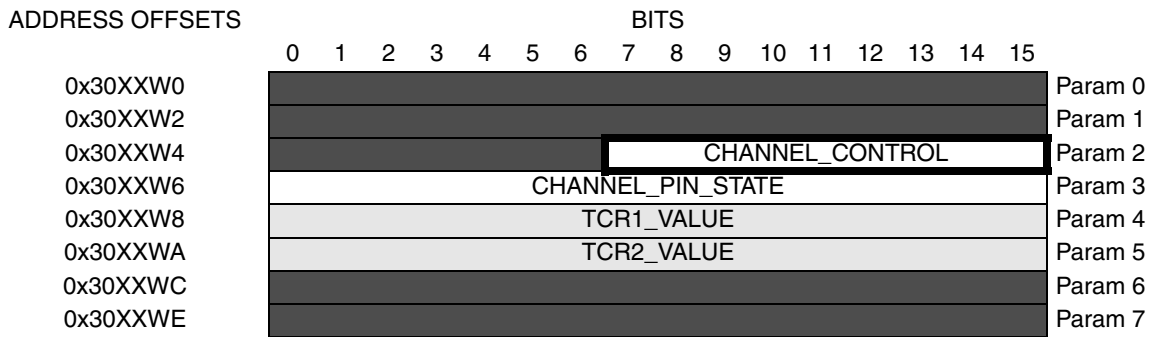 ADDRESS OFFSETS BITS
0 1 2 3 4 5 6 7 8 9 10 11 12 13 14 15
0x30XXW0 Param 0
0x30XXW2 Param 1
0x30XXW4 CHANNEL_CONTROL Param 2
0x30XXW6 CHANNEL_PIN_STATE Param 3
0x30XXW8 TCR1_VALUE Param 4
0x30XXWA TCR2_VALUE Param 5
0x30XXWC Param 6
0x30XXWE Param 7